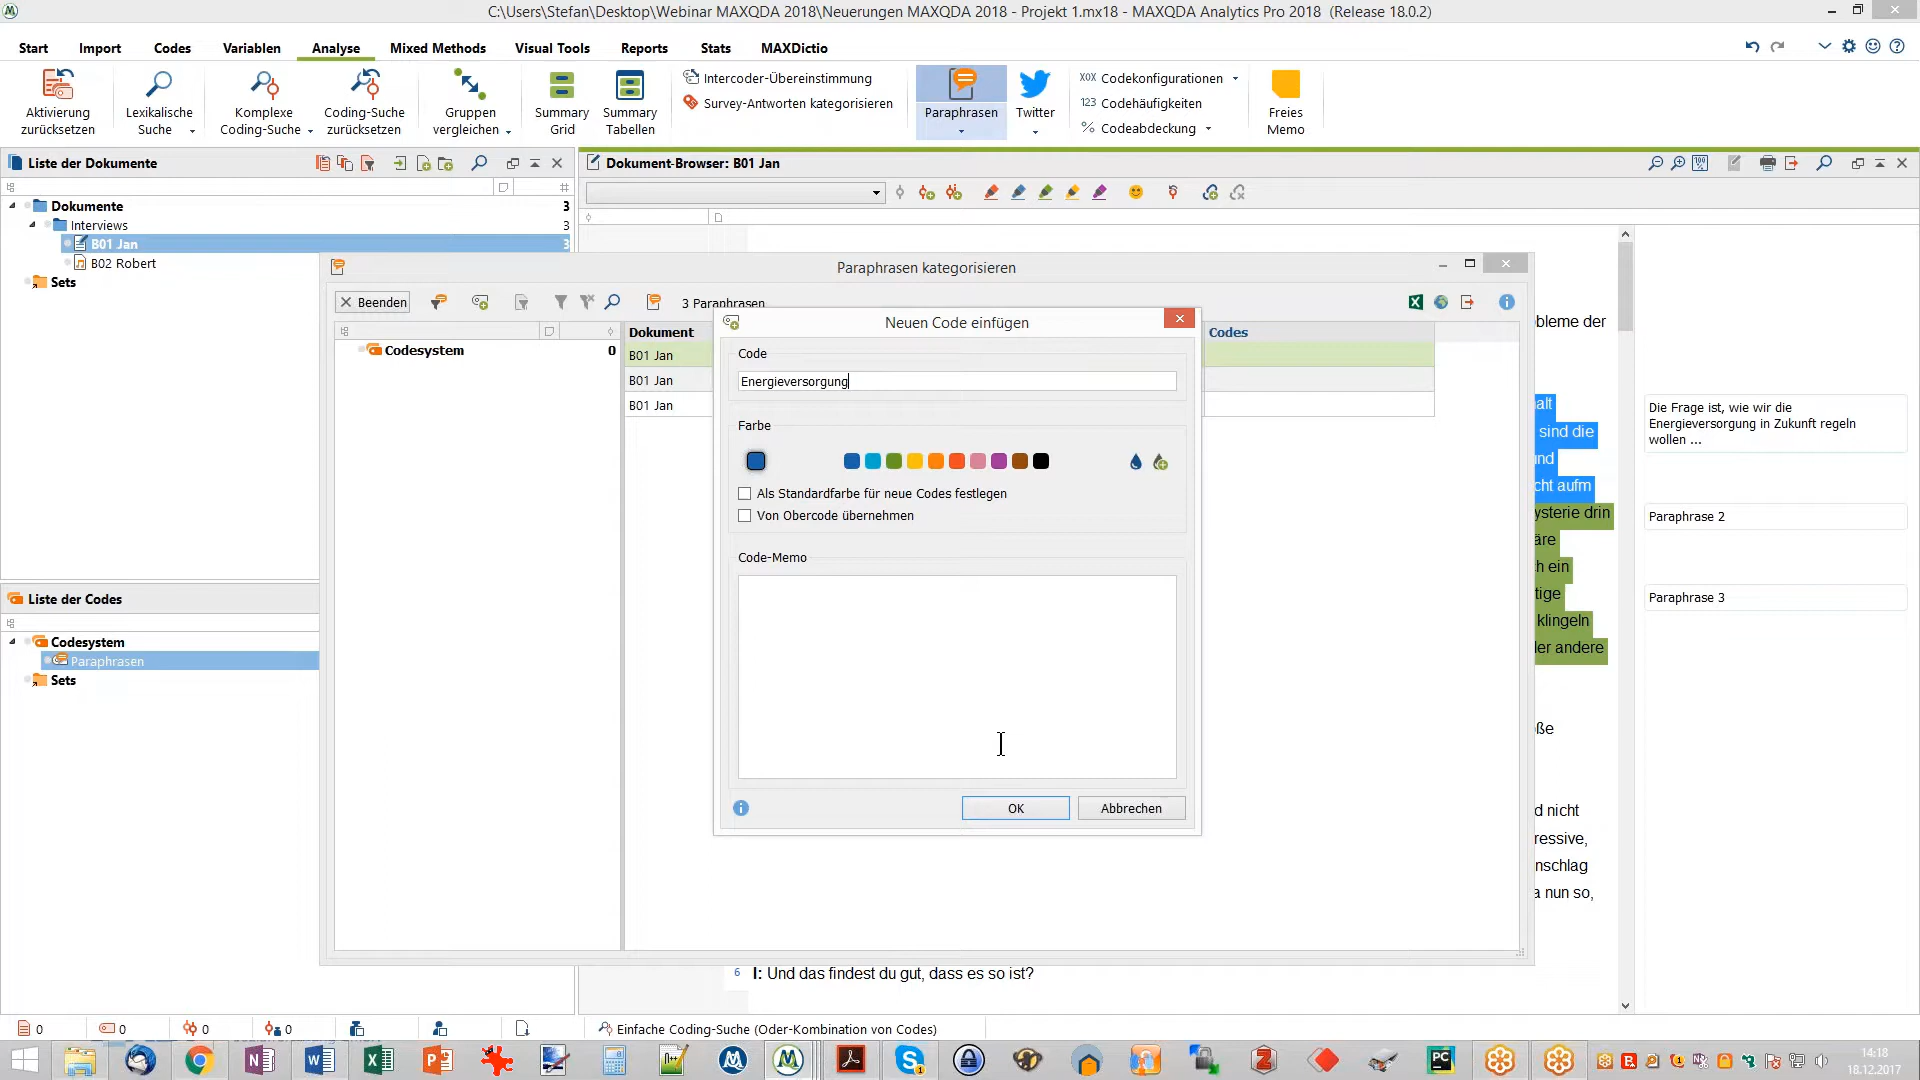 C:\Users\Stefan\Desktop\Webinar MAXQDA 2018\Neuerungen MAXQDA 2018 - Projekt 1.mx18 - MAXQDA Analytics Pro 2018 (Release 18.0.2)
Start Import Codes Variablen Analyse Mixed Methods Visual Tools Reports Stats MAXDictio
Aktivierung zurücksetzen
Lexikalische Suche
Komplexe Coding-Suche
Coding-Suche zurücksetzen
Gruppen vergleichen
Summary Grid
Summary Tabellen
Intercoder-Übereinstimmung
Survey-Antworten kategorisieren
Paraphrasen
Twitter
Codekonfigurationen
123 Codehäufigkeiten
% Codeabdeckung
Freies Memo
Liste der Dokumente
Dokumente 3
Interviews 3
B01 Jan 3
B02 Robert
Sets
Dokument-Browser: B01 Jan
Paraphrasen kategorisieren
Beenden
3 Paraphrasen
Codesystem 0
Dokument
Codes
B01 Jan
B01 Jan
B01 Jan
Neuen Code einfügen
Code
Energieversorgung
Farbe
Als Standardfarbe für neue Codes festlegen
Von Obercode übernehmen
Code-Memo
OK
Abbrechen
obleme der
alt
sind die
nd
cht aufm
ysterie drin
äre
h ein
tige
klingeln
ler andere
ße
d nicht
ressive,
nschlag
a nun so,
6 I: Und das findest du gut, dass es so ist?
Die Frage ist, wie wir die
Energieversorgung in Zukunft regeln
wollen ...
Paraphrase 2
Paraphrase 3
Liste der Codes
Codesystem
Paraphrasen
Sets
0 0 0 0
Einfache Coding-Suche (Oder-Kombination von Codes)
14:18
18.12.2017